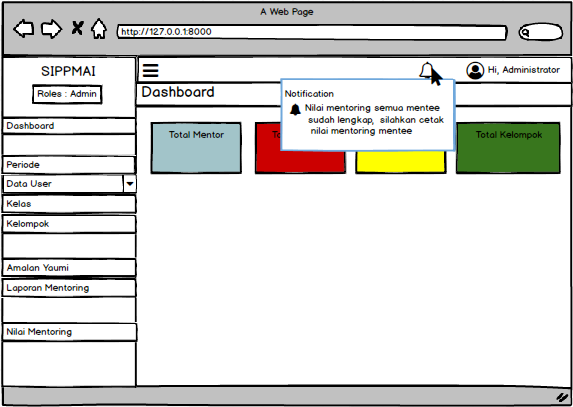 A Web Page
http://127.0.0.1:8000
SIPPMAI
Roles : Admin
Hi, Administrator
Dashboard
Notification
Nilai mentoring semua mentee
sudah lengkap, silahkan cetak
nilai mentoring mentee
Total Mentor
Total Kelompok
Dashboard
Periode
Data User
Kelas
Kelompok
Amalan Yaumi
Laporan Mentoring
Nilai Mentoring